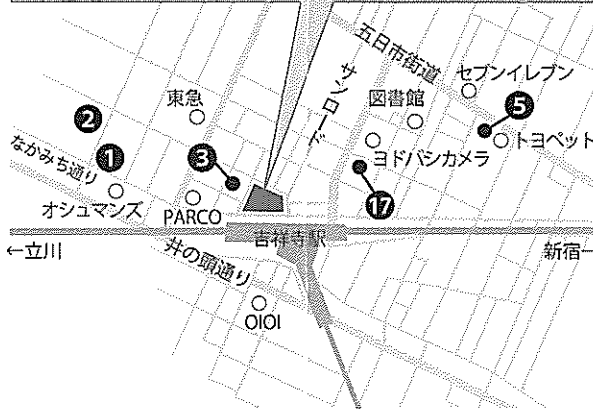 五日市街道
セブンイレブン
サンロード
東急
図書館
5
2
トヨペット
なかみち通り
1
3
ヨドバシカメラ
オシュマンズ
PARCO
17
吉祥寺駅
←立川
新宿
井の頭通り
OIOI